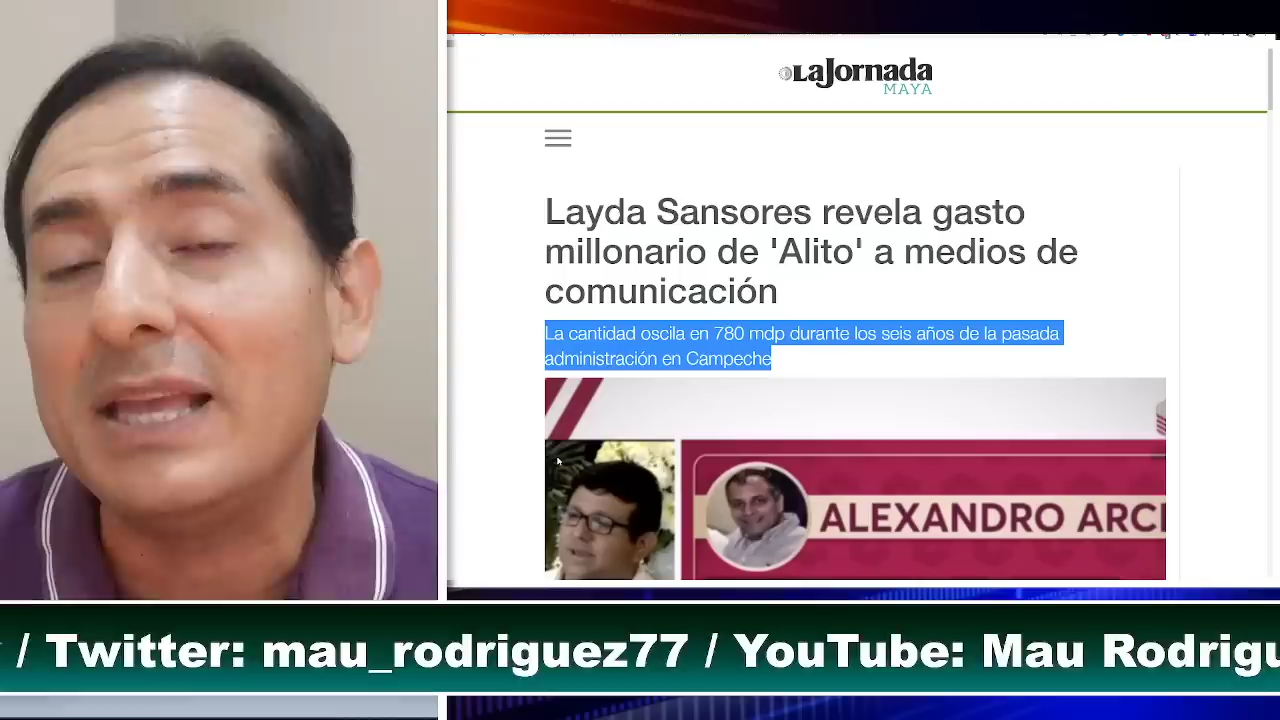 LaJornada
MAYA
Layda Sansores revela gasto
millonario de 'Alito' a medios de
comunicación
La cantidad oscila en 780 mdp durante los seis años de la pasada
administración en Campeche
ALEXANDRO ARC
/ Twitter: mau_rodriguez77 / YouTube: Mau Rodrigu